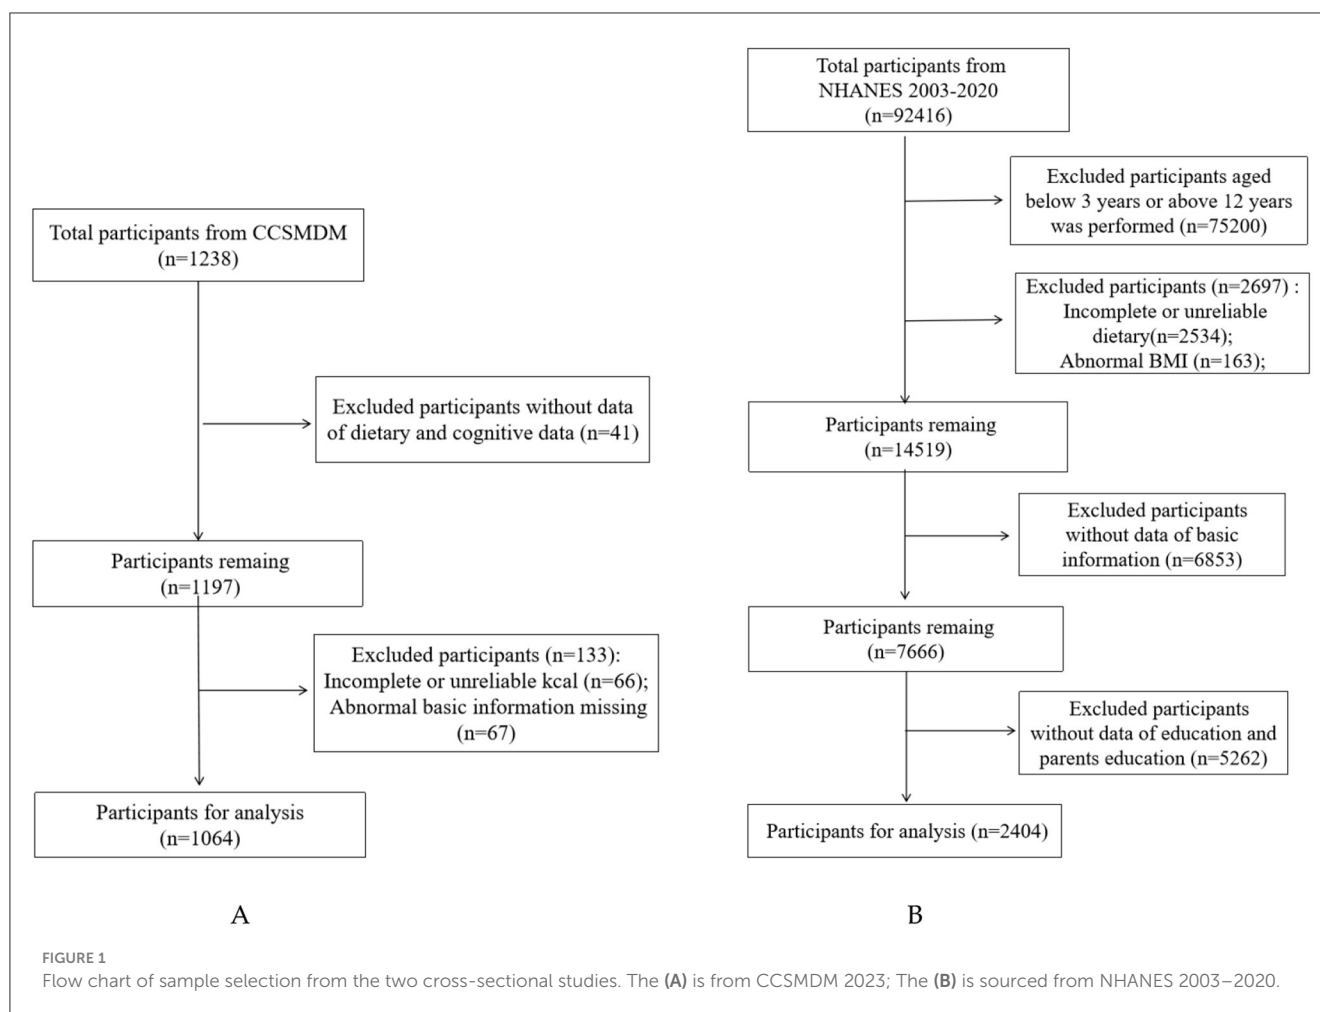 Total participants from CCSMDM
(n=1238)
Excluded participants without data
of dietary and cognitive data (n=41)
Participants remaing
(n=1197)
Excluded participants (n=133):
Incomplete or unreliable kcal (n=66);
Abnormal basic information missing
(n=67)
Participants for analysis
(n=1064)
A
Total participants from
NHANES 2003-2020
(n=92416)
Excluded participants aged
below 3 years or above 12 years
was performed (n=75200)
Excluded participants (n=2697) :
Incomplete or unreliable
dietary(n=2534);
Abnormal BMI (n=163);
Participants remaing
(n=14519)
Excluded participants
without data of basic
information (n=6853)
Participants remaing
(n=7666)
Excluded participants
without data of education and
parents education (n=5262)
Participants for analysis (n=2404)
B
FIGURE 1
Flow chart of sample selection from the two cross-sectional studies. The (A) is from CCSMDM 2023; The (B) is sourced from NHANES 2003–2020.